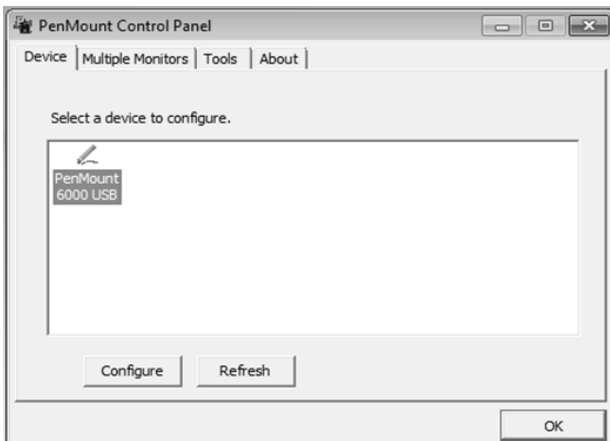 PenMount Control Panel
Device Multiple Monitors Tools About
Select a device to configure.
PenMount
6000 USB
Configure Refresh
OK